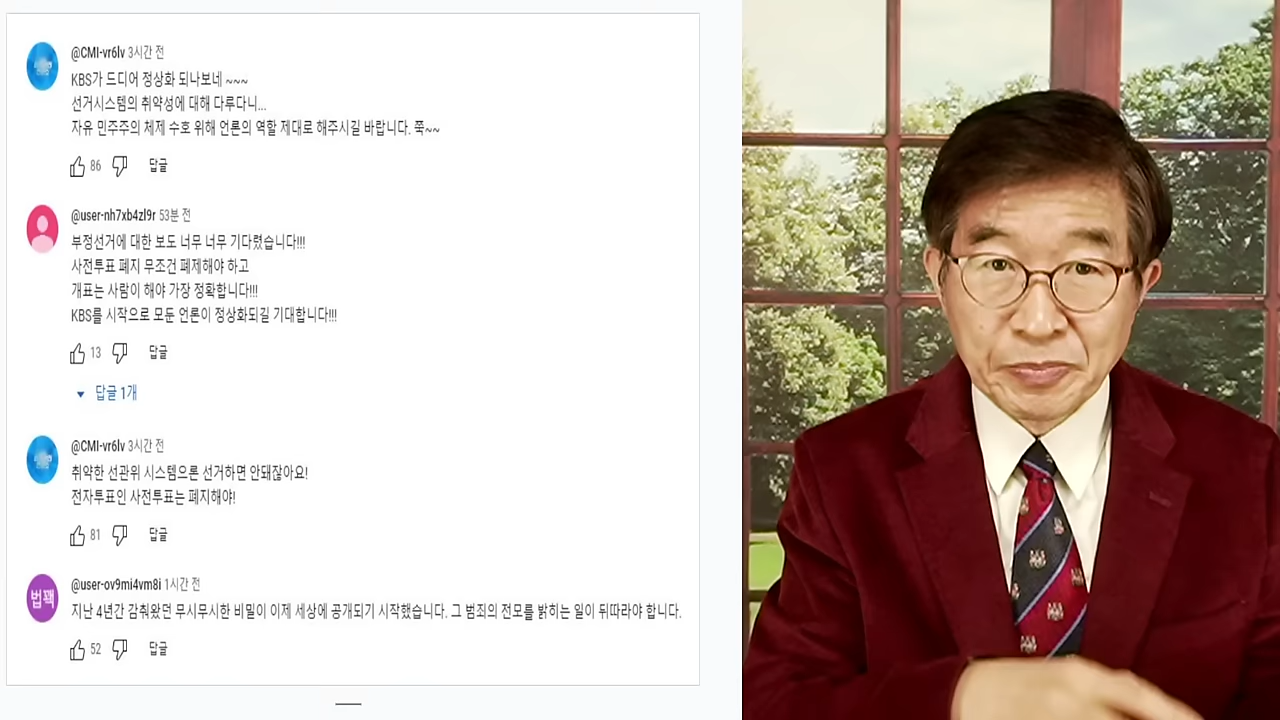 @CMI-vr6lv 3시간 전
KBS가 드디어 정상화 되나보네 ~~~
선거시스템의 취약성에 대해 다루다니...
자유 민주주의 체제 수호 위해 언론의 역할 제대로 해주시길 바랍니다. 쭉~~
86 답글
@user-nh7xb4zl9r 53분 전
부정선거에 대한 보도 너무 너무 기다렸습니다!!!
사전투표 폐지 무조건 폐제해야 하고
개표는 사람이 해야 가장 정확합니다!!!
KBS를 시작으로 모둔 언론이 정상화되길 기대합니다!!!
13 답글
답글 1개
@CMI-vr6lv 3시간 전
취약한 선관위 시스템으론 선거하면 안돼잖아요!
전자투표인 사전투표는 폐지해야!
81 답글
법꽥
@user-ov9mi4vm8i 1시간 전
지난 4년간 감춰왔던 무시무시한 비밀이 이제 세상에 공개되기 시작했습니다. 그 범죄의 전모를 밝히는 일이 뒤따라야 합니다.
52 답글